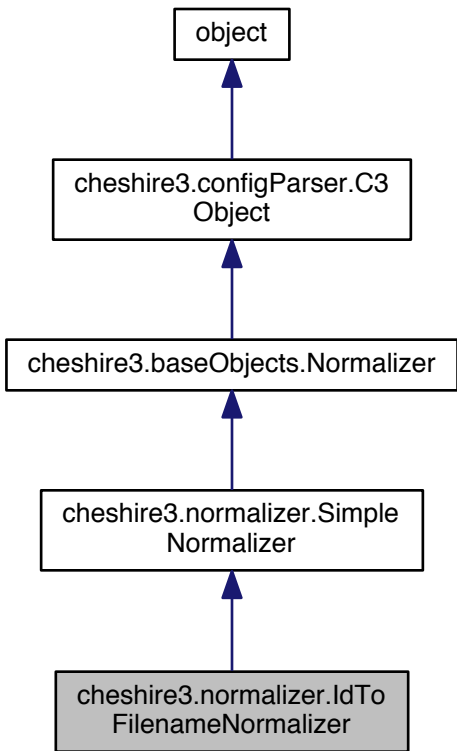 object
cheshire3.configParser.C3
Object
cheshire3.baseObjects.Normalizer
cheshire3.normalizer.Simple
Normalizer
cheshire3.normalizer.IdTo
FilenameNormalizer